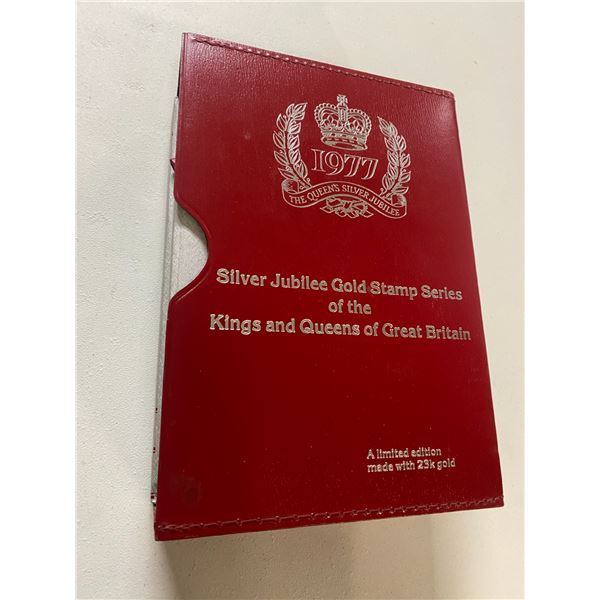 1977
THE QUEEN'S SILVER JUBILEE
Silver Jubilee Gold Stamp Series
of the
Kings and Queens of Great Britain
A limited edition
made with 23k gold